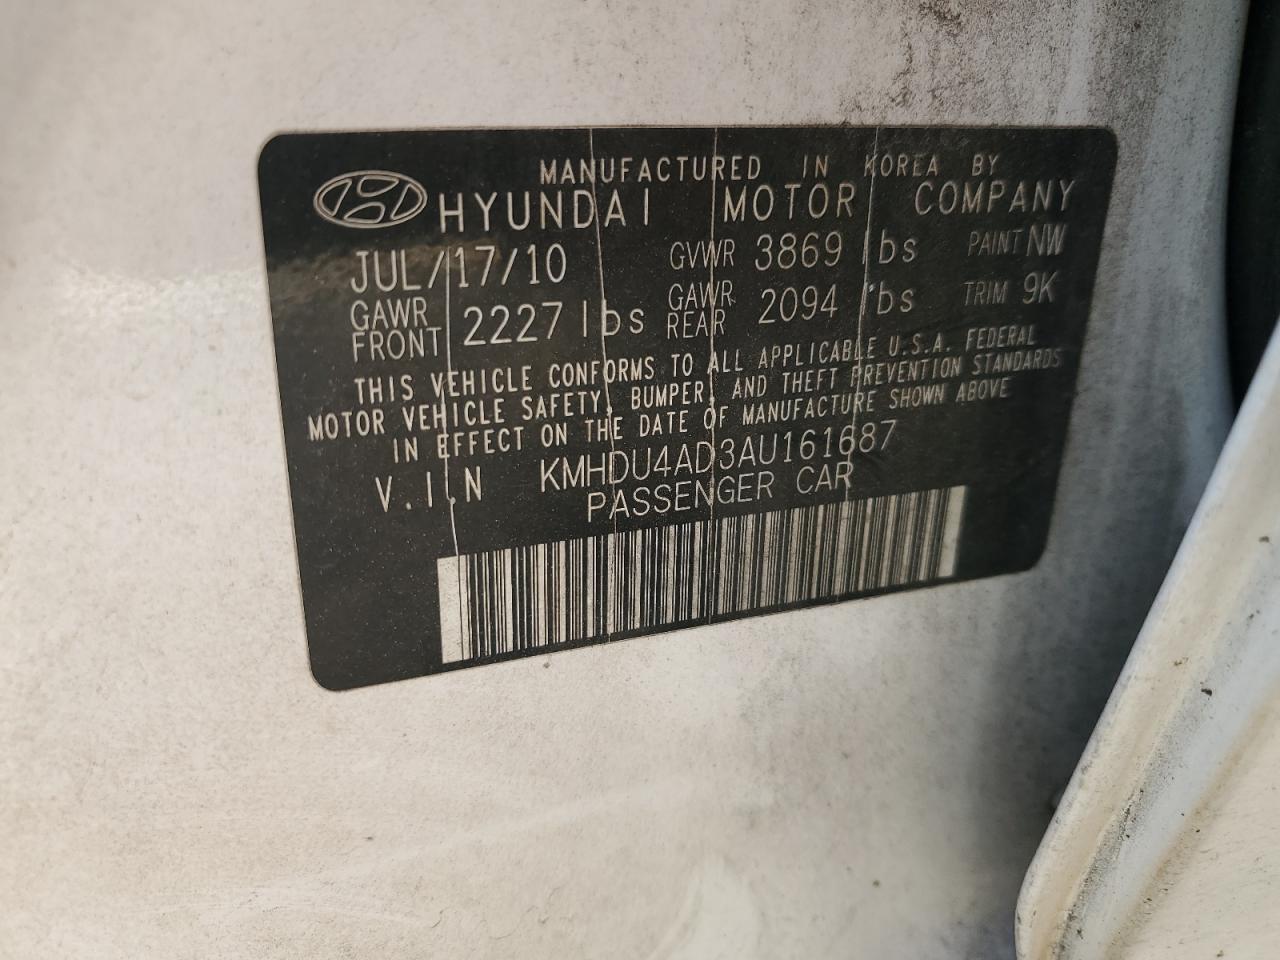 MANUFACTURED IN KOREA BY
HYUNDAI MOTOR COMPANY
JUL/17/10 GVWR 3869 lbs PAINT NW
GAWR FRONT 2227 lbs GAWR REAR 2094 lbs TRIM 9K
THIS VEHICLE CONFORMS TO ALL APPLICABLE U.S.A. FEDERAL
MOTOR VEHICLE SAFETY, BUMPER, AND THEFT PREVENTION STANDARDS
IN EFFECT ON THE DATE OF MANUFACTURE SHOWN ABOVE
V.I.N KMHDU4AD3AU161687
PASSENGER CAR